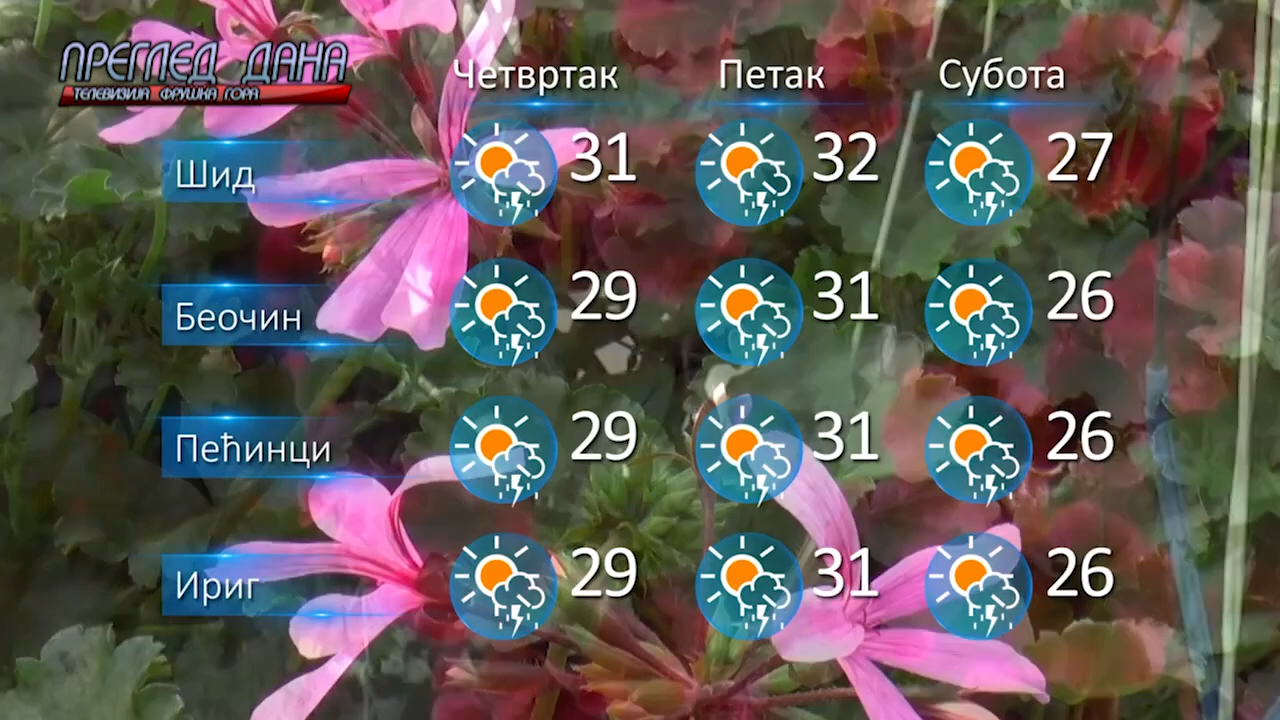 ПРЕГЛЕД ДАНА
ТЕЛЕВИЗИЈА ФРУШКА ГОРА
Четвртак Петак Субота
Шид 31 32 27
Беочин 29 31 26
Пећинци 29 31 26
Ириг 29 31 26